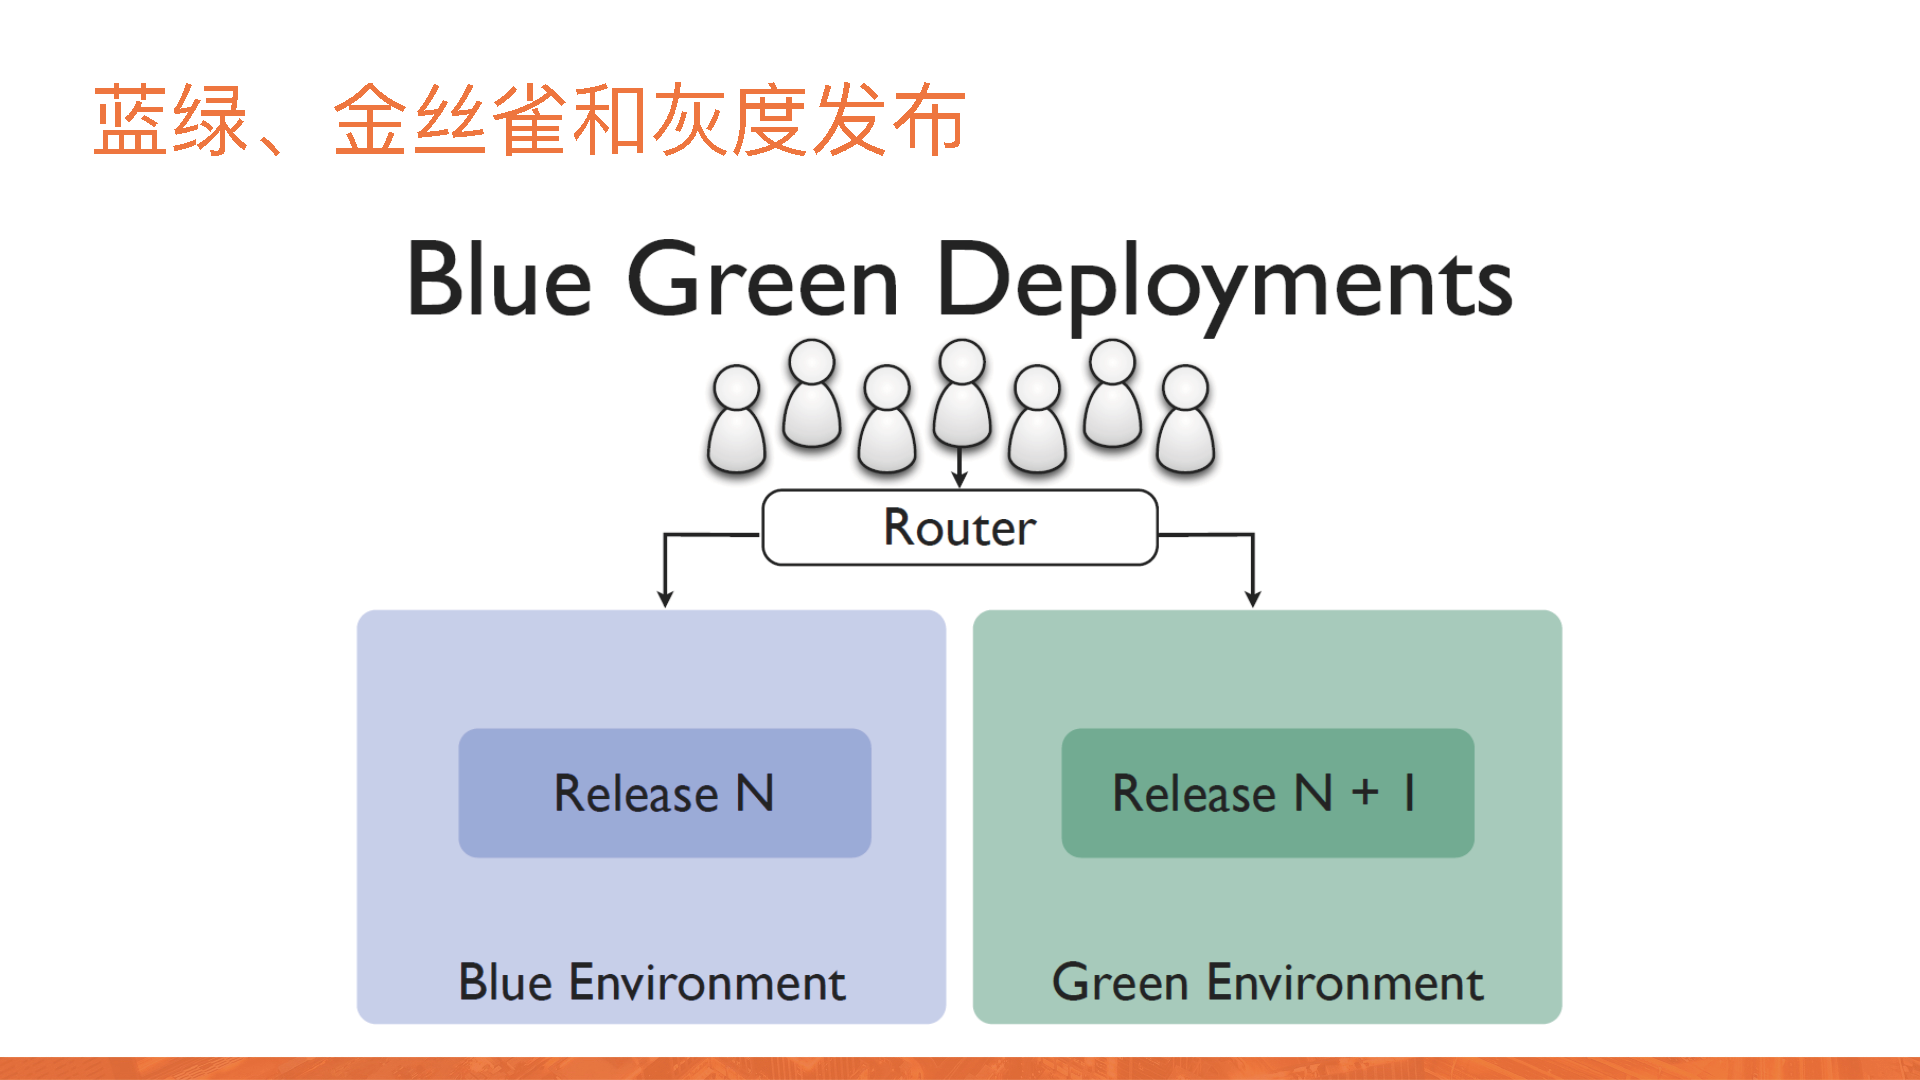 蓝绿、金丝雀和灰度发布
Blue Green Deployments
Router
Release N
Release N + 1
Blue Environment
Green Environment